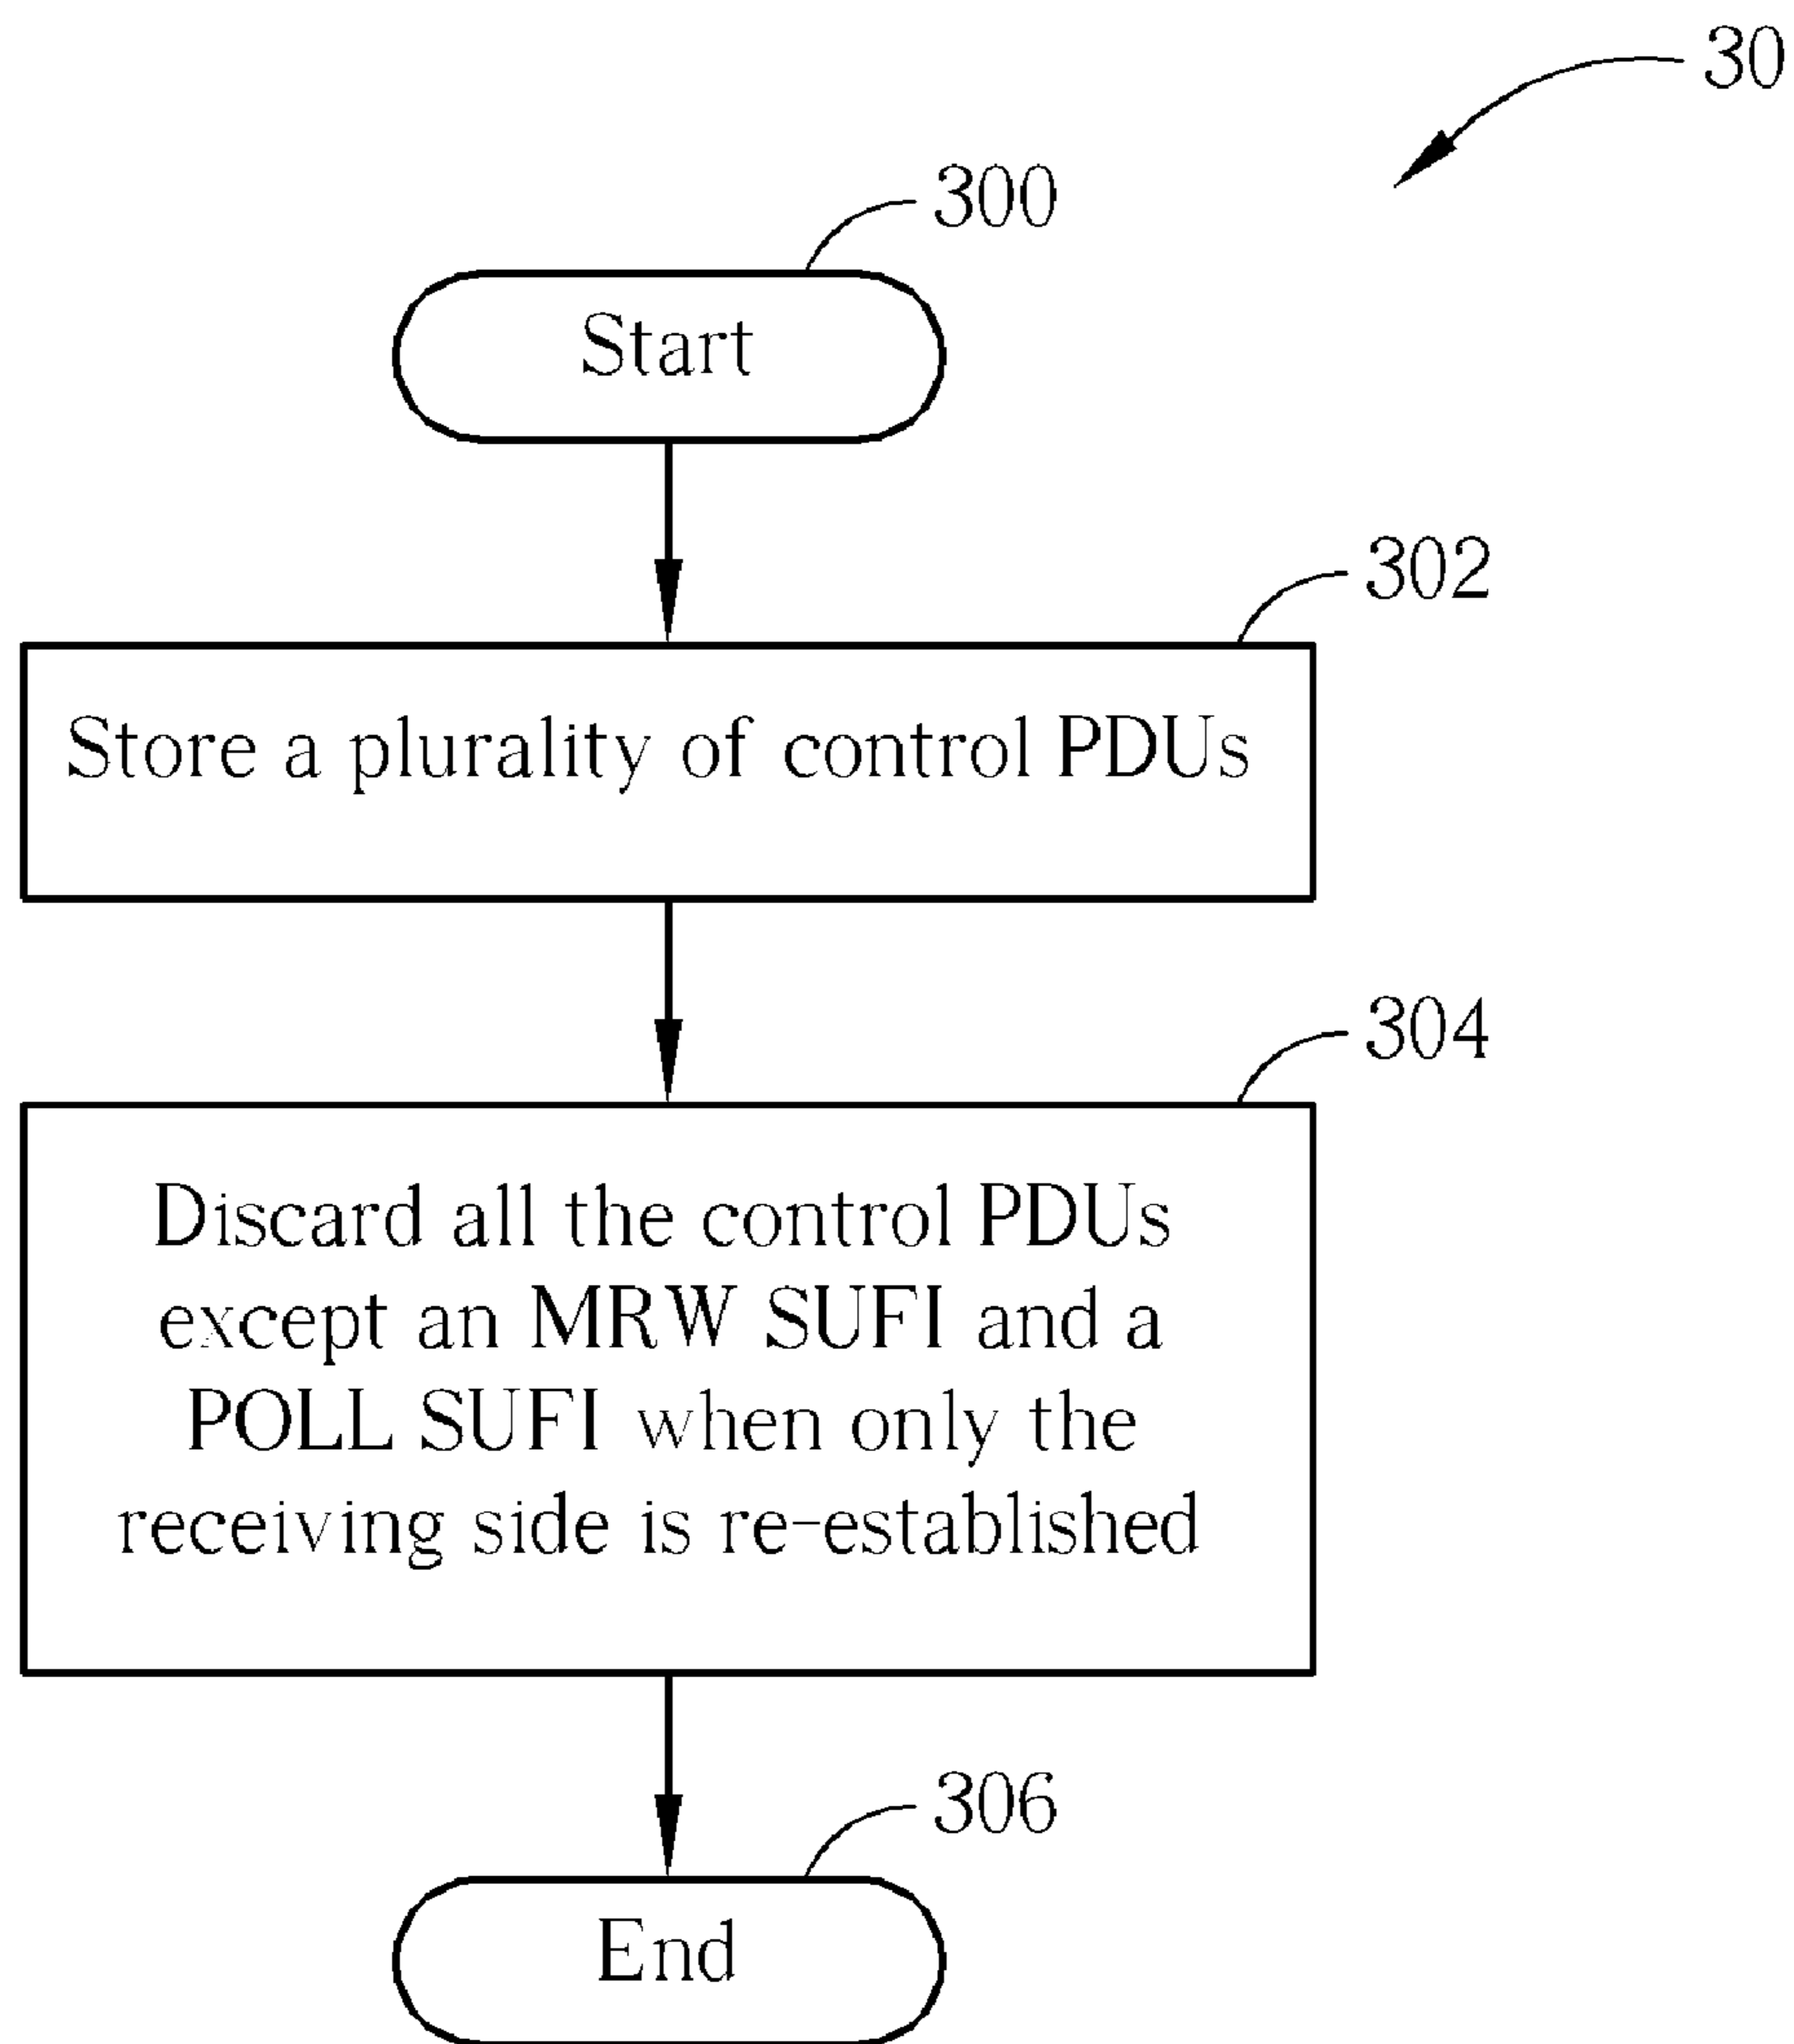 30
300
Start
302
Store a plurality of control PDUs
304
Discard all the control PDUs
except an MRW SUFI and a
POLL SUFI when only the
receiving side is re-established
306
End